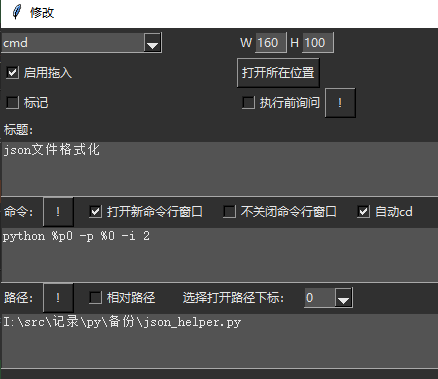 修改
cmd W 160 H 100
启用拖入 打开所在位置
标记 执行前询问 !
标题:
json文件格式化
命令: ! 打开新命令行窗口 不关闭命令行窗口 自动cd
python %p0 -p %0 -i 2
路径: ! 相对路径 选择打开路径下标: 0
I:\src\记录\py\备份\json_helper.py